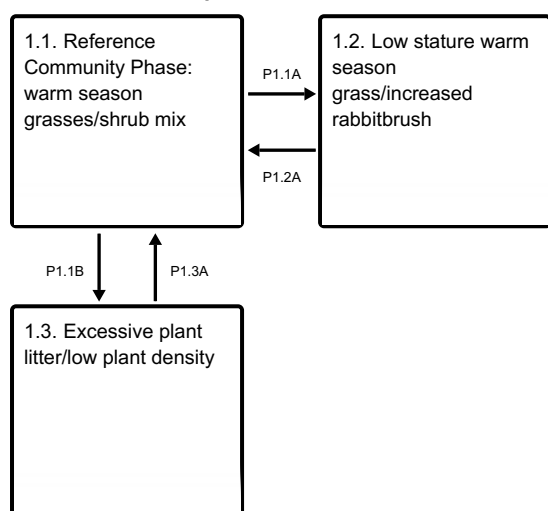 1.1. Reference
Community Phase:
warm season
grasses/shrub mix
P1.1A
1.2. Low stature warm
season
grass/increased
rabbitbrush
P1.2A
P1.1B
P1.3A
1.3. Excessive plant
litter/low plant density